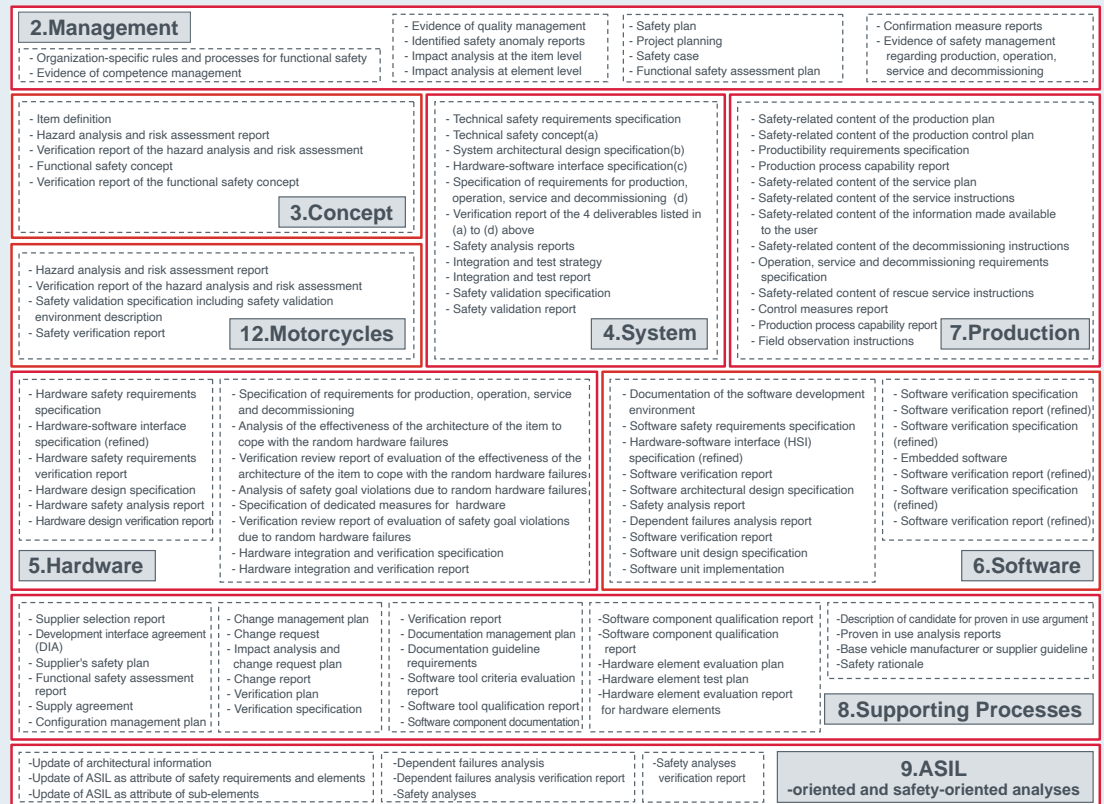 2.Management
- Organization-specific rules and processes for functional safety
- Evidence of competence management
- Evidence of quality management
- Identified safety anomaly reports
- Impact analysis at the item level
- Impact analysis at element level
- Safety plan
- Project planning
- Safety case
- Functional safety assessment plan
- Confirmation measure reports
- Evidence of safety management
regarding production, operation,
service and decommissioning
- Item definition
- Hazard analysis and risk assessment report
- Verification report of the hazard analysis and risk assessment
- Functional safety concept
- Verification report of the functional safety concept
3.Concept
- Hazard analysis and risk assessment report
- Verification report of the hazard analysis and risk assessment
- Safety validation specification including safety validation
environment description
- Safety verification report
12.Motorcycles
- Technical safety requirements specification
- Technical safety concept(a)
- System architectural design specification(b)
- Hardware-software interface specification(c)
- Specification of requirements for production,
operation, service and decommissioning (d)
- Verification report of the 4 deliverables listed in
(a) to (d) above
- Safety analysis reports
- Integration and test strategy
- Integration and test report
- Safety validation specification
- Safety validation report
4.System
- Safety-related content of the production plan
- Safety-related content of the production control plan
- Productibility requirements specification
- Production process capability report
- Safety-related content of the service plan
- Safety-related content of the service instructions
- Safety-related content of the information made available
to the user
- Safety-related content of the decommissioning instructions
- Operation, service and decommissioning requirements
specification
- Safety-related content of rescue service instructions
- Control measures report
- Production process capability report
- Field observation instructions
7.Production
- Hardware safety requirements
specification
- Hardware-software interface
specification (refined)
- Hardware safety requirements
verification report
- Hardware design specification
- Hardware safety analysis report
- Hardware design verification report
5.Hardware
- Specification of requirements for production, operation, service
and decommissioning
- Analysis of the effectiveness of the architecture of the item to
cope with the random hardware failures
- Verification review report of evaluation of the effectiveness of the
architecture of the item to cope with the random hardware failures
- Analysis of safety goal violations due to random hardware failures
- Specification of dedicated measures for hardware
- Verification review report of evaluation of safety goal violations
due to random hardware failures
- Hardware integration and verification specification
- Hardware integration and verification report
- Documentation of the software development
environment
- Software safety requirements specification
- Hardware-software interface (HSI)
specification (refined)
- Software verification report
- Software architectural design specification
- Safety analysis report
- Dependent failures analysis report
- Software verification report
- Software unit design specification
- Software unit implementation
- Software verification specification
- Software verification report (refined)
- Software verification specification
(refined)
- Embedded software
- Software verification report (refined)
- Software verification specification
(refined)
- Software verification report (refined)
6.Software
- Supplier selection report
- Development interface agreement
(DIA)
- Supplier's safety plan
- Functional safety assessment
report
- Supply agreement
- Configuration management plan
- Change management plan
- Change request
- Impact analysis and
change request plan
- Change report
- Verification plan
- Verification specification
- Verification report
- Documentation management plan
- Documentation guideline
requirements
- Software tool criteria evaluation
report
- Software tool qualification report
- Software component documentation
-Software component qualification report
-Software component qualification
report
-Hardware element evaluation plan
-Hardware element test plan
-Hardware element evaluation report
for hardware elements
-Description of candidate for proven in use argument
-Proven in use analysis reports
-Base vehicle manufacturer or supplier guideline
-Safety rationale
8.Supporting Processes
-Update of architectural information
-Update of ASIL as attribute of safety requirements and elements
-Update of ASIL as attribute of sub-elements
-Dependent failures analysis
-Dependent failures analysis verification report
-Safety analyses
-Safety analyses
verification report
9.ASIL
-oriented and safety-oriented analyses